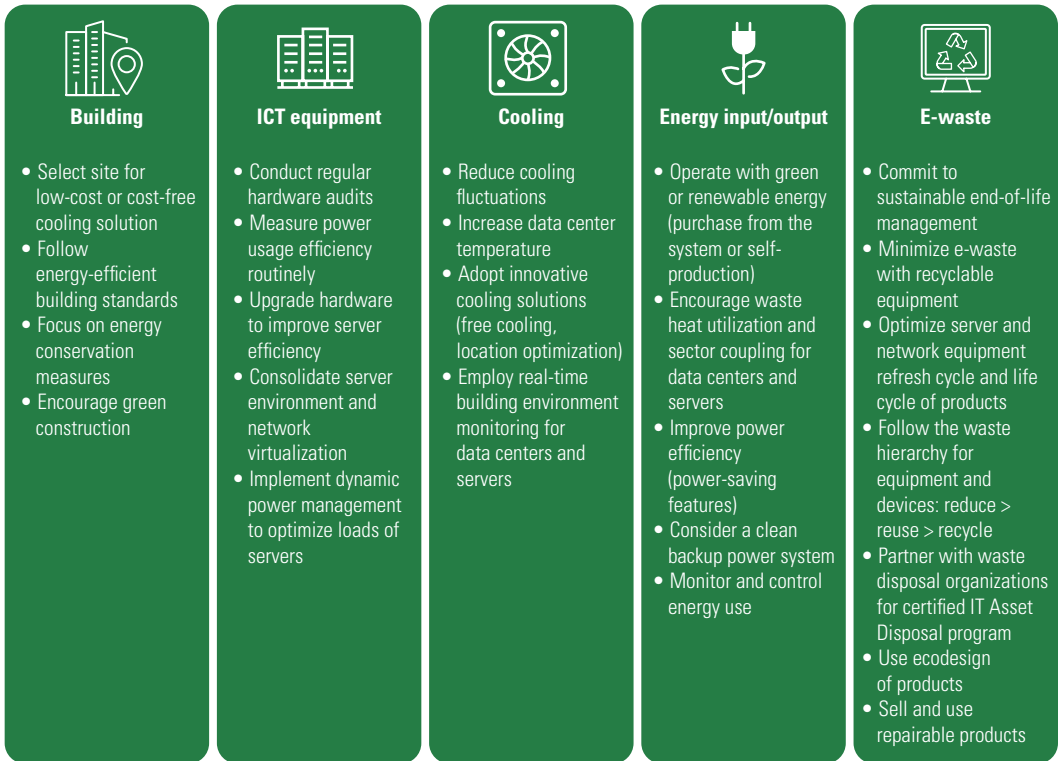 Building
• Select site for
low-cost or cost-free
cooling solution
• Follow
energy-efficient
building standards
• Focus on energy
conservation
measures
• Encourage green
construction
ICT equipment
• Conduct regular
hardware audits
• Measure power
usage efficiency
routinely
• Upgrade hardware
to improve server
efficiency
• Consolidate server
environment and
network
virtualization
• Implement dynamic
power management
to optimize loads of
servers
Cooling
• Reduce cooling
fluctuations
• Increase data center
temperature
• Adopt innovative
cooling solutions
(free cooling,
location optimization)
• Employ real-time
building environment
monitoring for
data centers and
servers
Energy input/output
• Operate with green
or renewable energy
(purchase from the
system or self-
production)
• Encourage waste
heat utilization and
sector coupling for
data centers and
servers
• Improve power
efficiency
(power-saving
features)
• Consider a clean
backup power system
• Monitor and control
energy use
E-waste
• Commit to
sustainable end-of-life
management
• Minimize e-waste
with recyclable
equipment
• Optimize server and
network equipment
refresh cycle and life
cycle of products
• Follow the waste
hierarchy for
equipment and
devices: reduce >
reuse > recycle
• Partner with waste
disposal organizations
for certified IT Asset
Disposal program
• Use ecodesign
of products
• Sell and use
repairable products